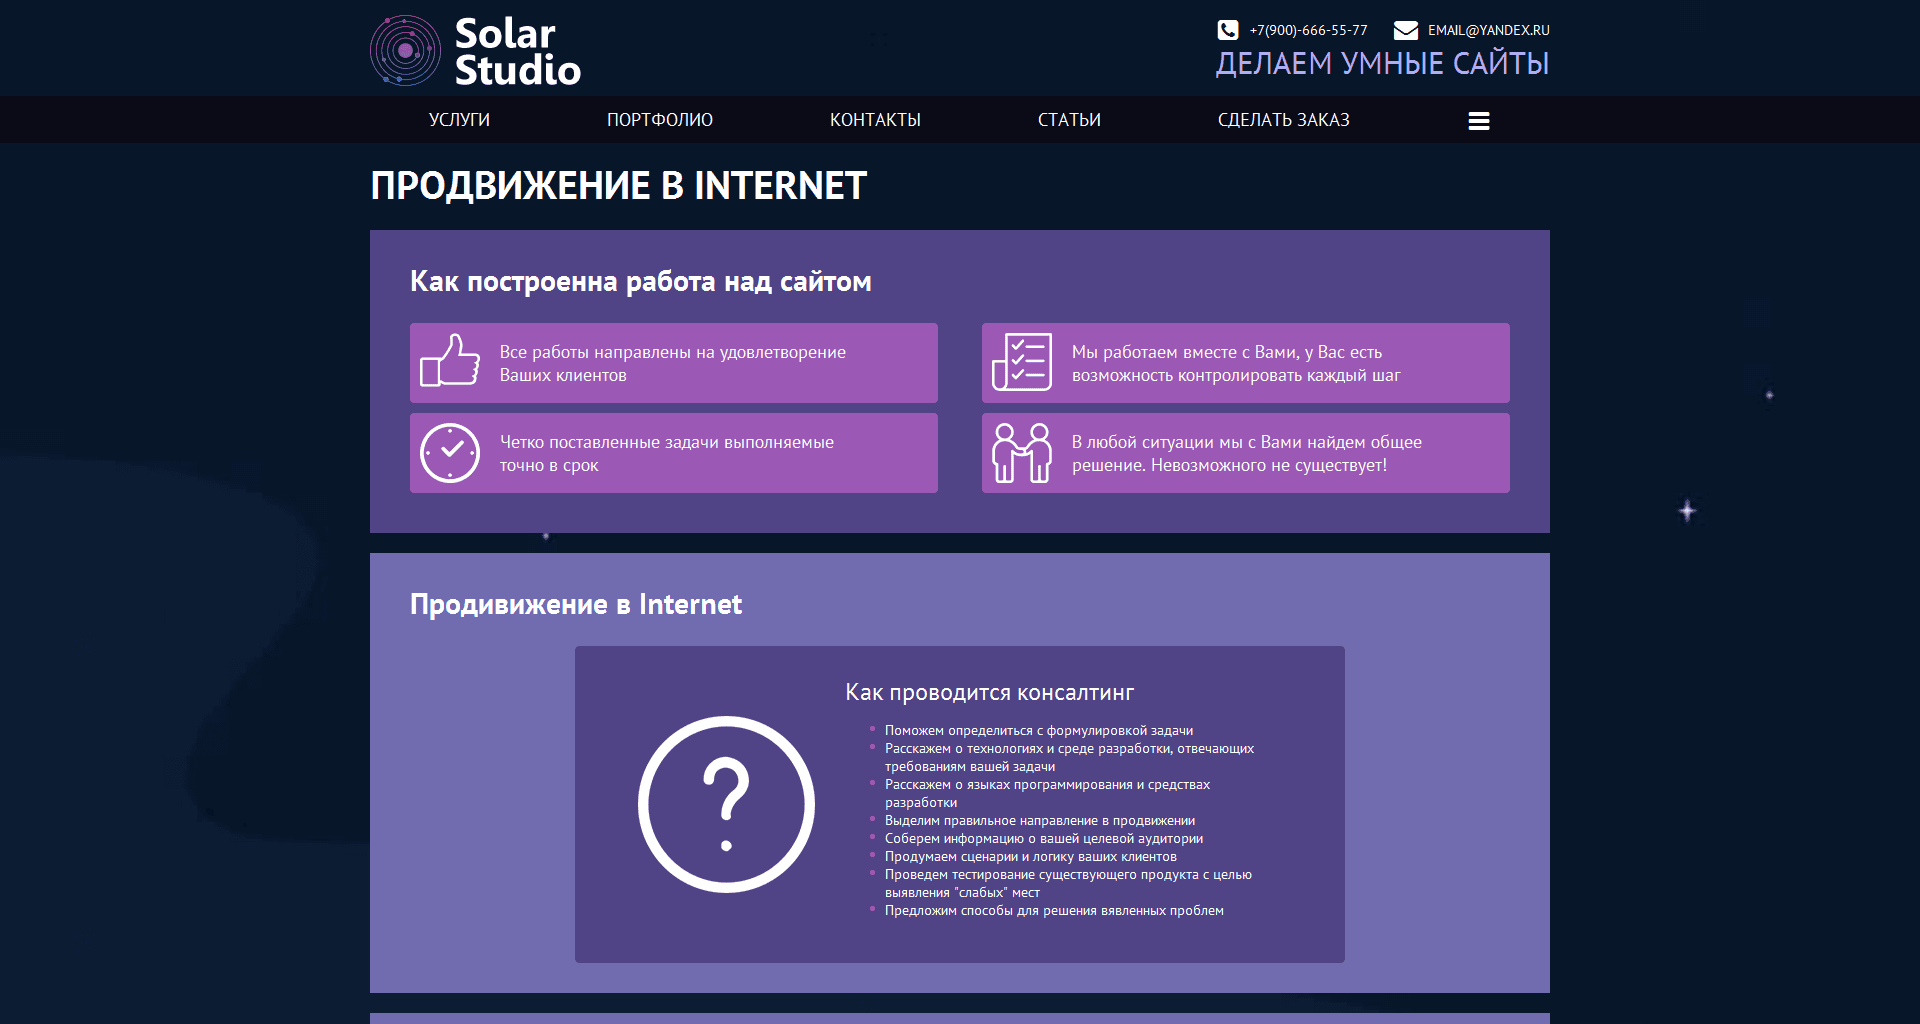 Solar
Studio
+7(900)-666-55-77
EMAIL@YANDEX.RU
ДЕЛАЕМ УМНЫЕ САЙТЫ
УСЛУГИ
ПОРТФОЛИО
КОНТАКТЫ
СТАТЬИ
СДЕЛАТЬ ЗАКАЗ
ПРОДВИЖЕНИЕ В INTERNET
Как построенна работа над сайтом
Все работы направлены на удовлетворение
Ваших клиентов
Мы работаем вместе с Вами, у Вас есть
возможность контролировать каждый шаг
Четко поставленные задачи выполняемые
точно в срок
В любой ситуации мы с Вами найдем общее
решение. Невозможного не существует!
Продивижение в Internet
Как проводится консалтинг
Поможем определиться с формулировкой задачи
Расскажем о технологиях и среде разработки, отвечающих
требованиям вашей задачи
Расскажем о языках программирования и средствах
разработки
Выделим правильное направление в продвижении
Соберем информацию о вашей целевой аудитории
Продумаем сценарии и логику ваших клиентов
Проведем тестирование существующего продукта с целью
выявления "слабых" мест
Предложим способы для решения вявленных проблем